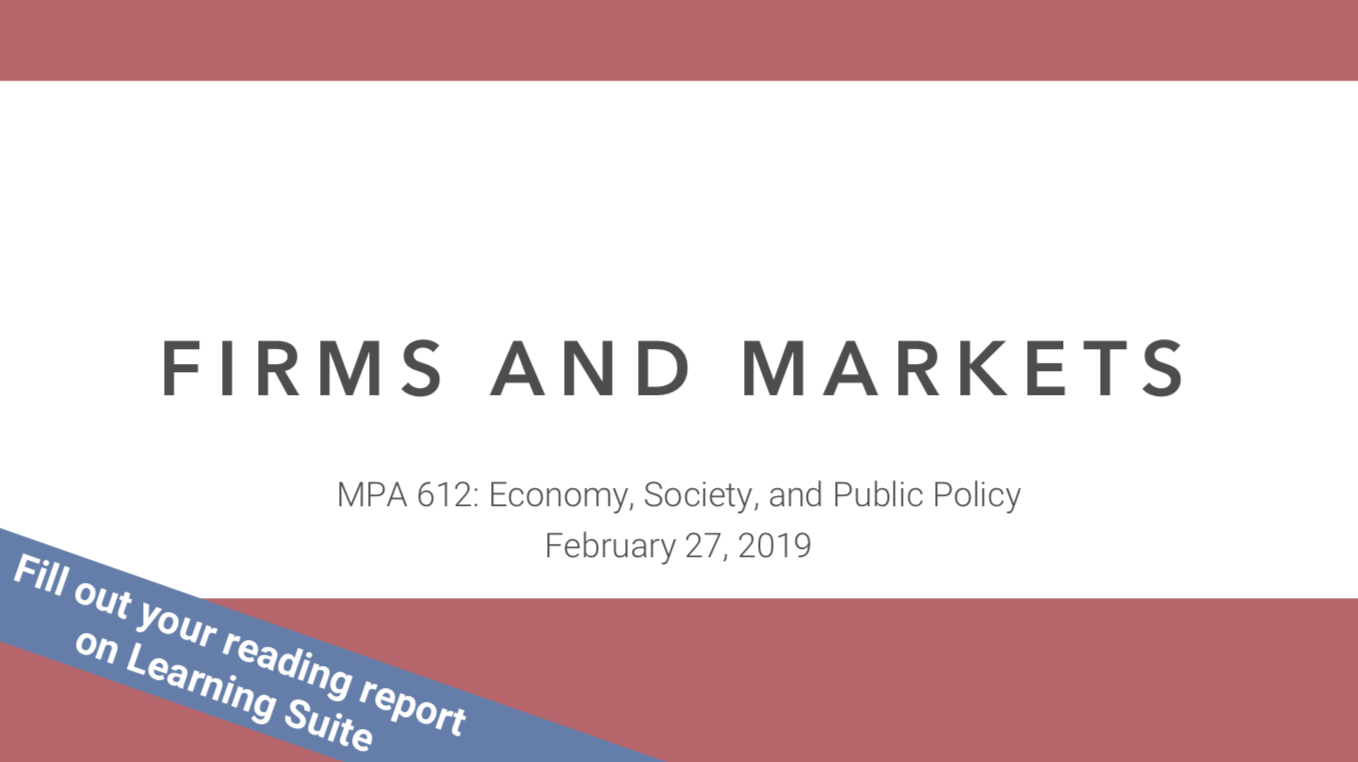 FIRMS AND MARKETS
MPA 612: Economy, Society, and Public Policy
February 27, 2019
Fill out your reading report
on Learning Suite